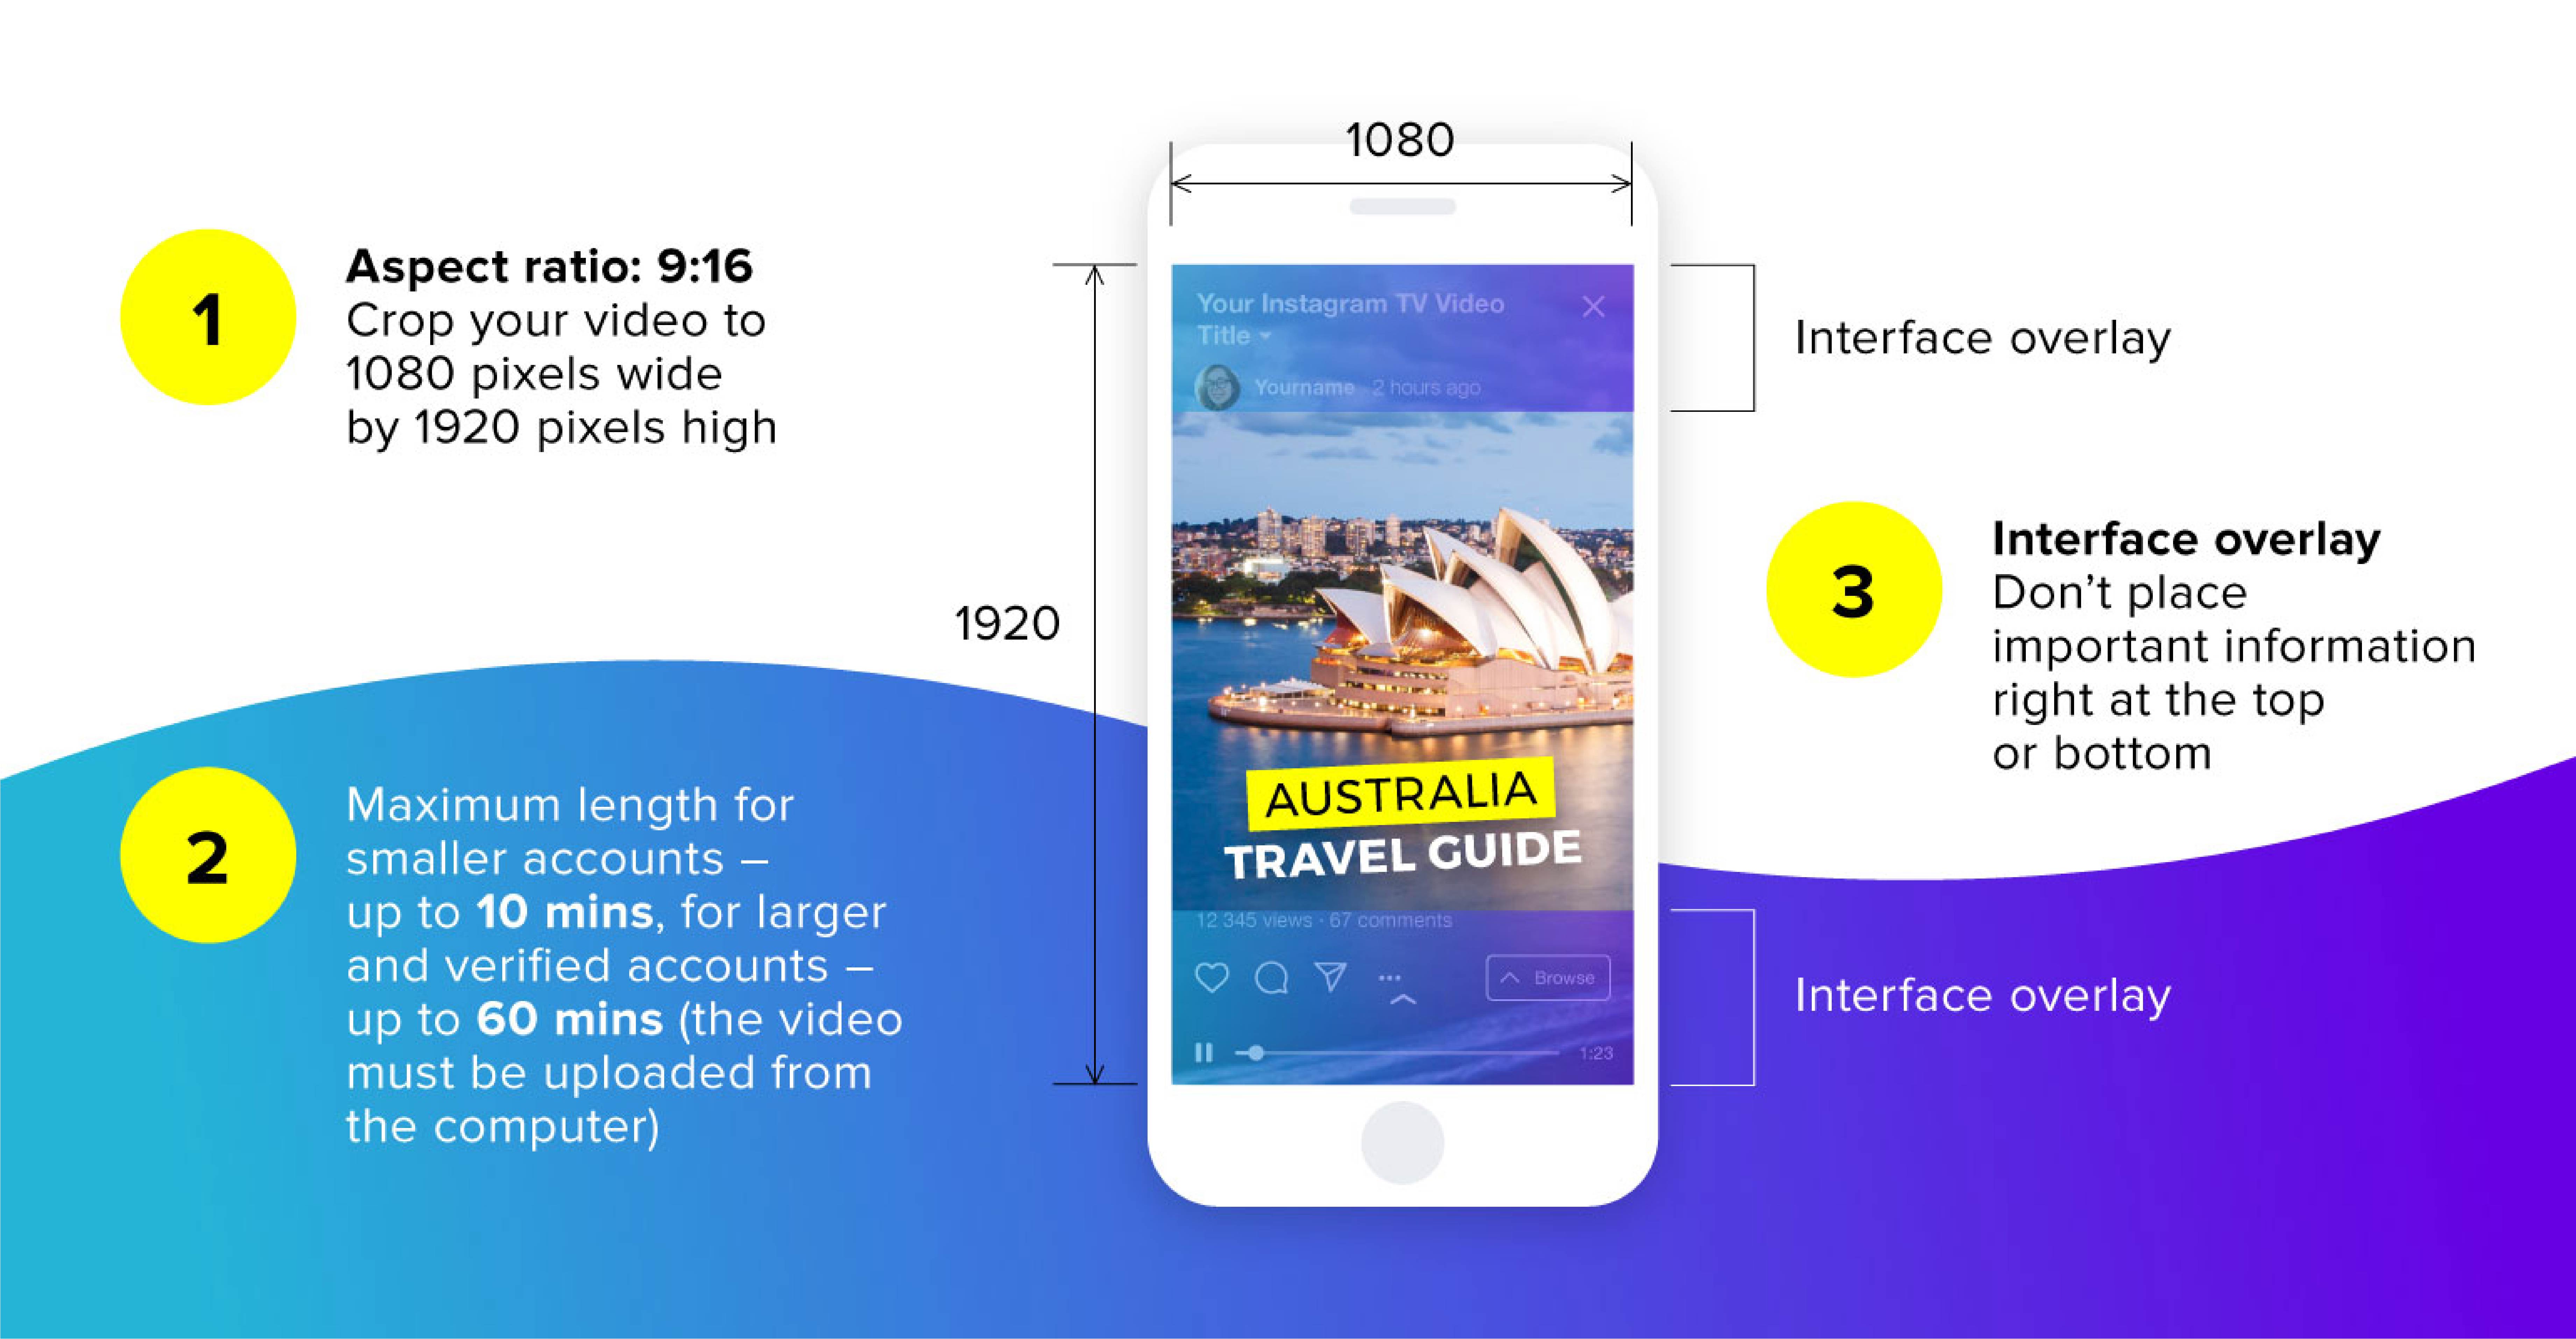 1
Aspect ratio: 9:16
Crop your video to
1080 pixels wide
by 1920 pixels high
2
Maximum length for
smaller accounts –
up to 10 mins, for larger
and verified accounts –
up to 60 mins (the video
must be uploaded from
the computer)
1080
1920
Your Instagram TV Video
Title
Yourname 2 hours ago
AUSTRALIA
TRAVEL GUIDE
12 345 views · 67 comments
Browse
1:23
Interface overlay
3
Interface overlay
Don’t place
important information
right at the top
or bottom
Interface overlay